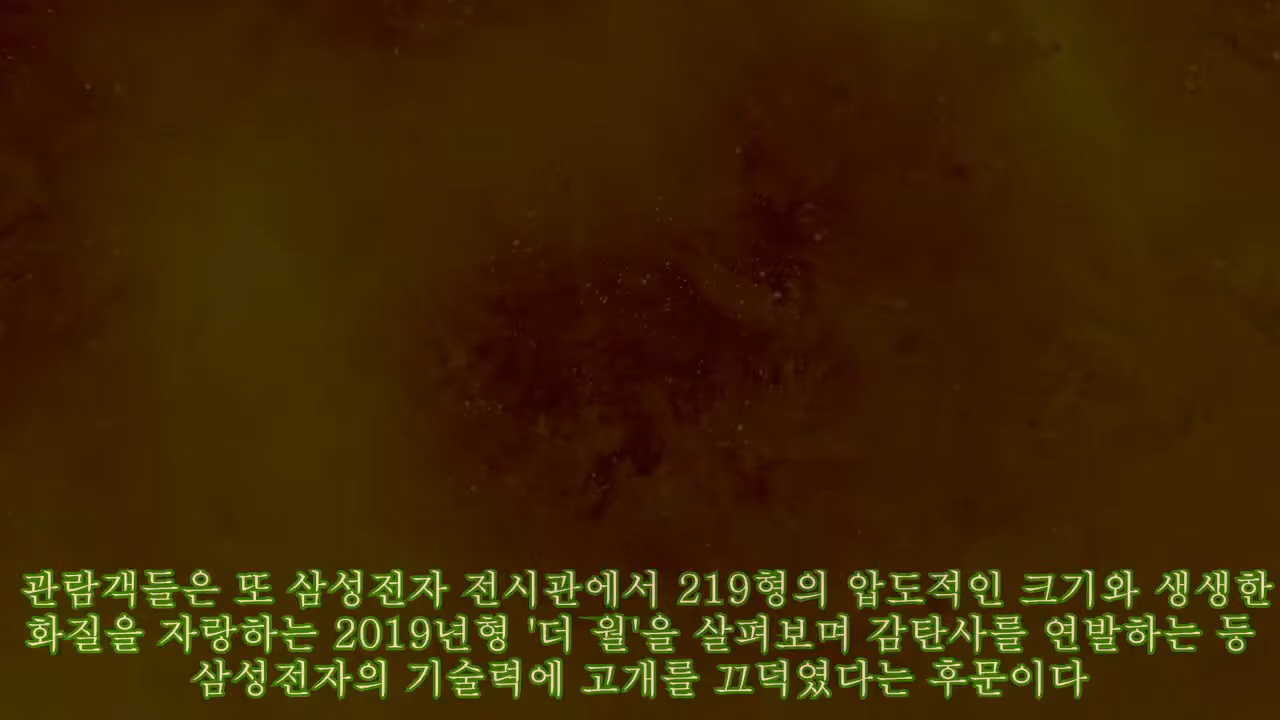 관람객들은 또 삼성전자 전시관에서 219형의 압도적인 크기와 생생한
화질을 자랑하는 2019년형 '더 월'을 살펴보며 감탄사를 연발하는 등
삼성전자의 기술력에 고개를 끄덕였다는 후문이다